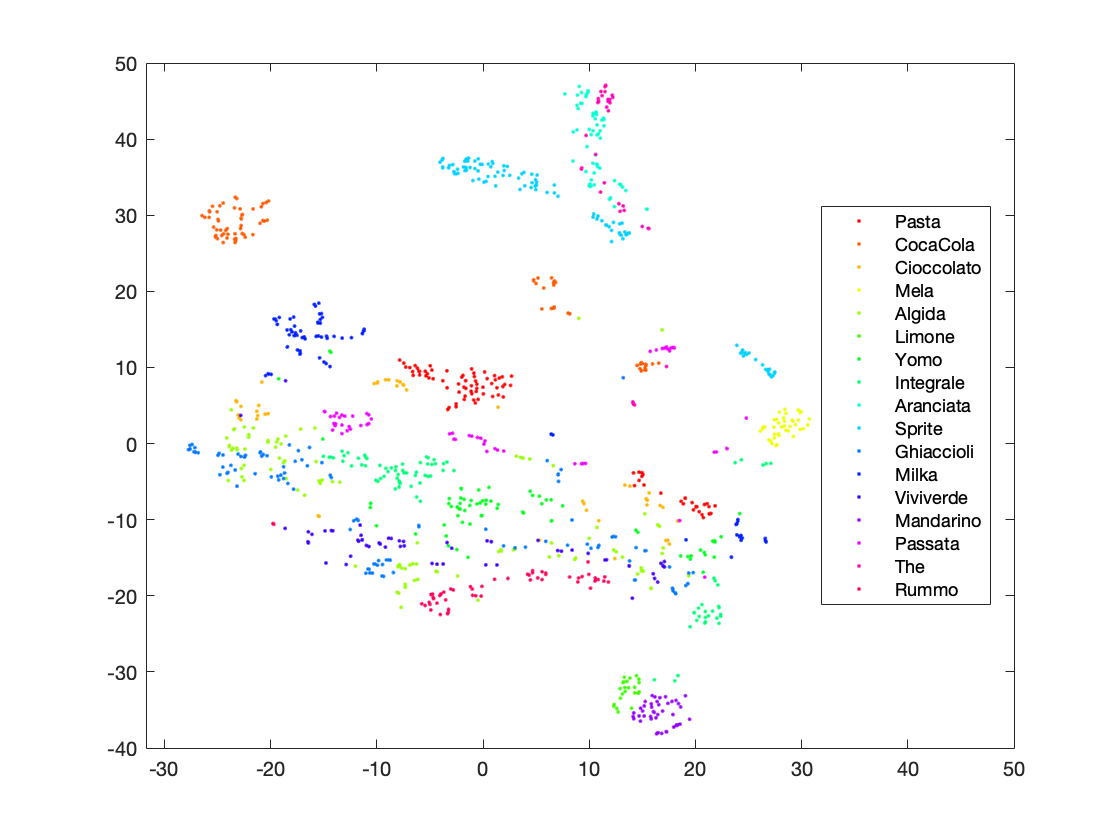 50
40
30
20
10
0
-10
-20
-30
-40
-30 -20 -10 0 10 20 30 40 50
Pasta
CocaCola
Cioccolato
Mela
Algida
Limone
Yomo
Integrale
Aranciata
Sprite
Ghiaccioli
Milka
Viviverde
Mandarino
Passata
The
Rummo